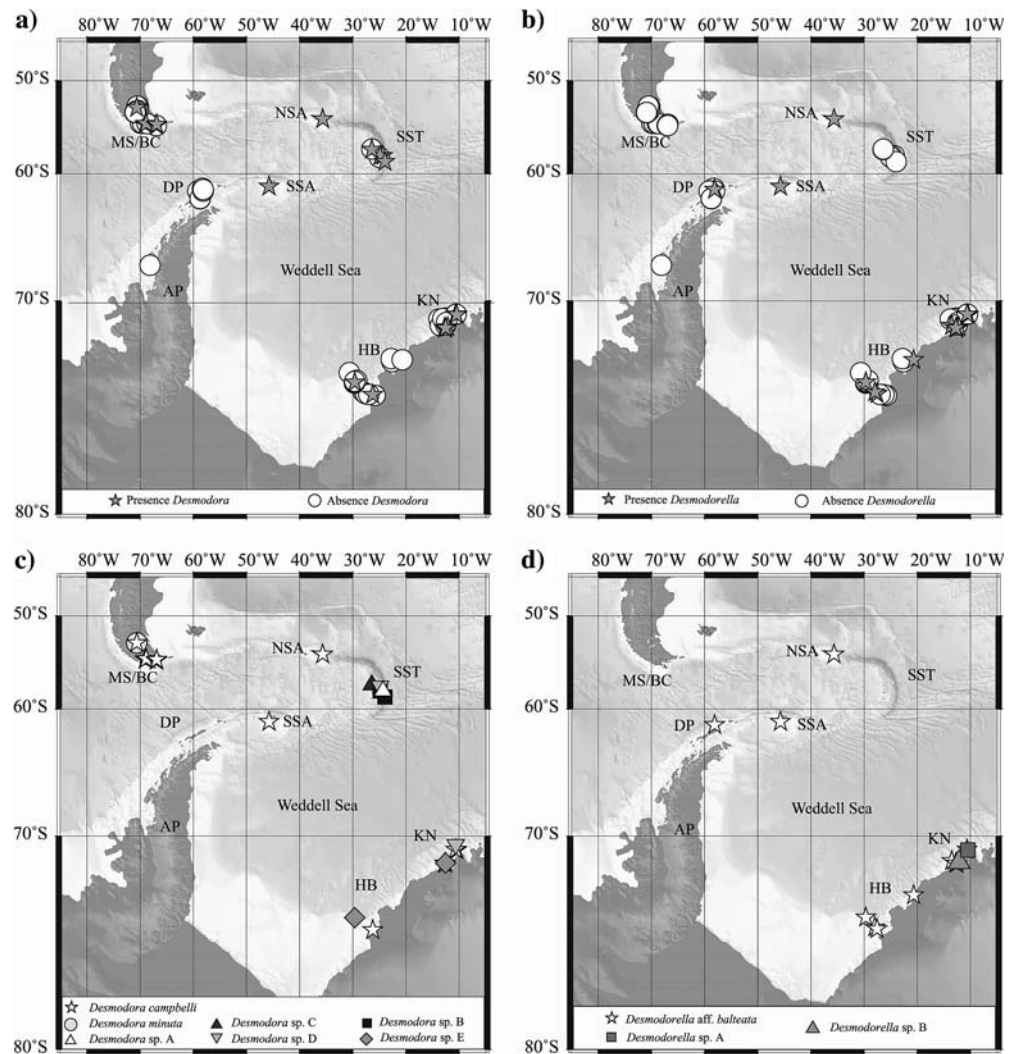 a)
80°W 70°W 60°W 50°W 40°W 30°W 20°W 10°W
50°S
NSA
SST
MS/BC
60°S
DP
SSA
Weddell Sea
70°S
AP
KN
HB
Presence Desmodora Absence Desmodora
80°S
b)
80°W 70°W 60°W 50°W 40°W 30°W 20°W 10°W
50°S
NSA
SST
MS/BC
60°S
DP
SSA
Weddell Sea
70°S
AP
KN
HB
Presence Desmodorella Absence Desmodorella
80°S
c)
80°W 70°W 60°W 50°W 40°W 30°W 20°W 10°W
50°S
NSA
SST
MS/BC
60°S
DP
SSA
Weddell Sea
AP
70°S
KN
HB
Desmodora campbelli
Desmodora minuta Desmodora sp. C Desmodora sp. B
Desmodora sp. A Desmodora sp. D Desmodora sp. E
80°S
d)
80°W 70°W 60°W 50°W 40°W 30°W 20°W 10°W
50°S
NSA
SST
MS/BC
60°S
DP
SSA
Weddell Sea
AP
70°S
KN
HB
Desmodorella aff. balteata Desmodorella sp. B
Desmodorella sp. A
80°S